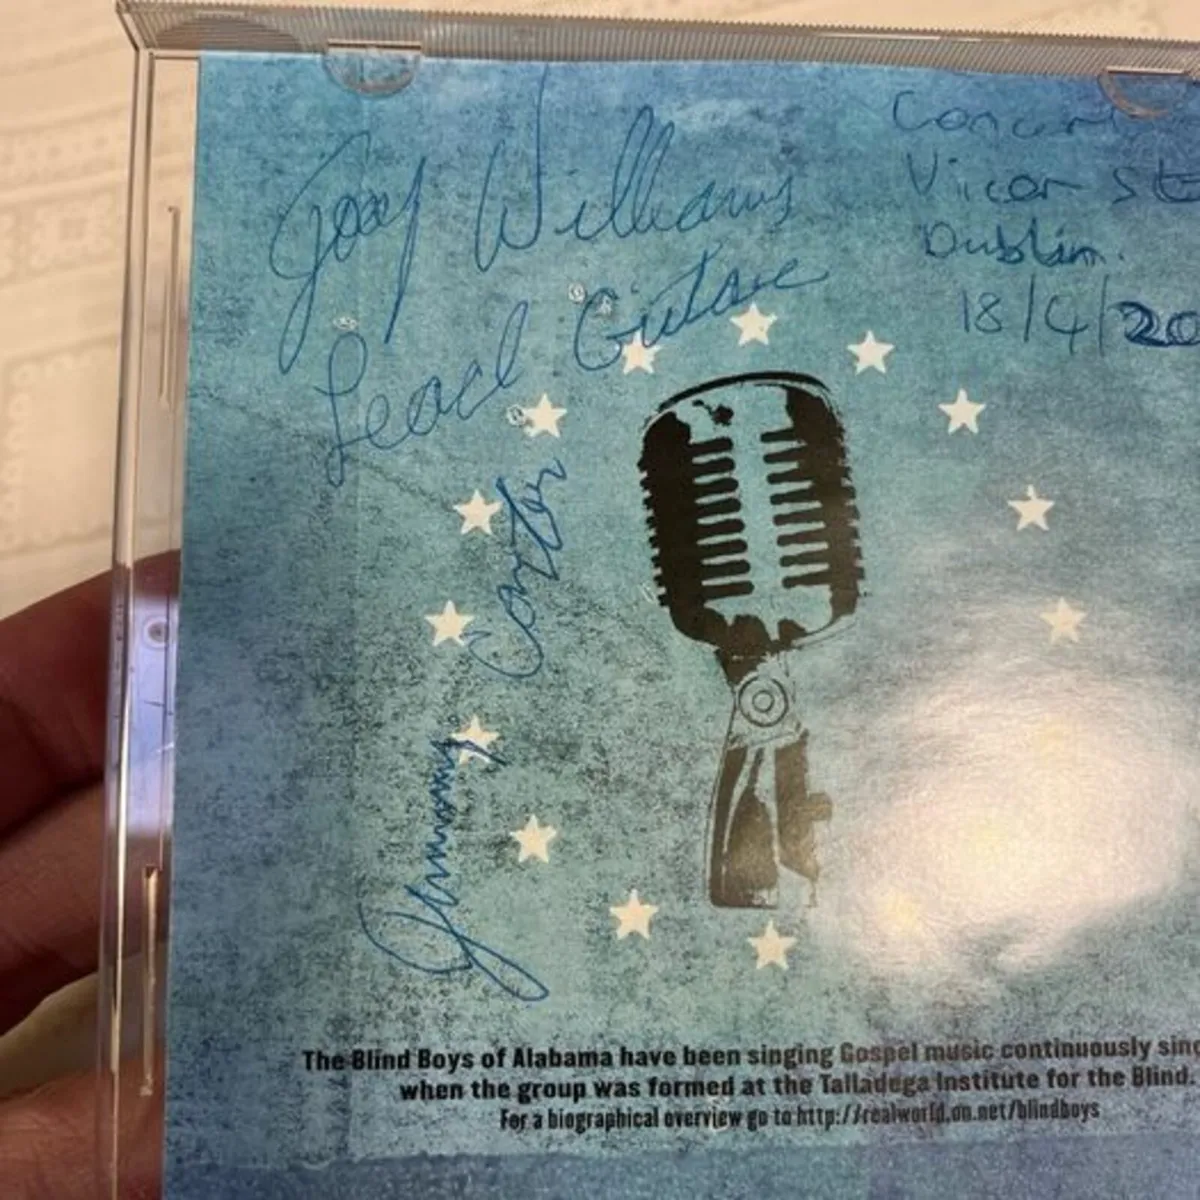 Joey Williams
Lead Guitar
Concert
Vicar St
Dublin.
18/4/20
Jimmy Carter
The Blind Boys of Alabama have been singing Gospel music continuously sinc
when the group was formed at the Talladega Institute for the Blind.
For a biographical overview go to http://realworld.on.net/blindboys